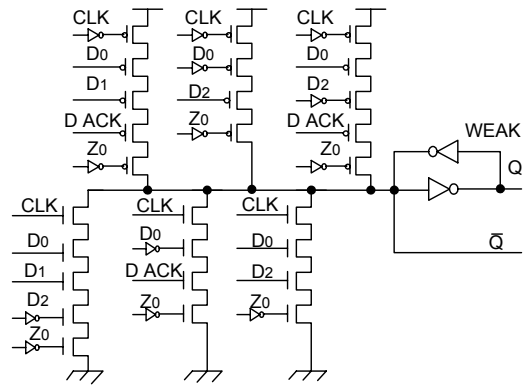 CLK CLK CLK
D0 D0 D0
D1 D2 D2
D ACK Z0 D ACK
Z0 Z0
WEAK
Q
CLK CLK CLK
Q̅
D0 D0 D0
D1 D ACK D2
D2 Z0 Z0
Z0